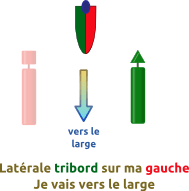 vers le
large
Latérale tribord sur ma gauche
Je vais vers le large